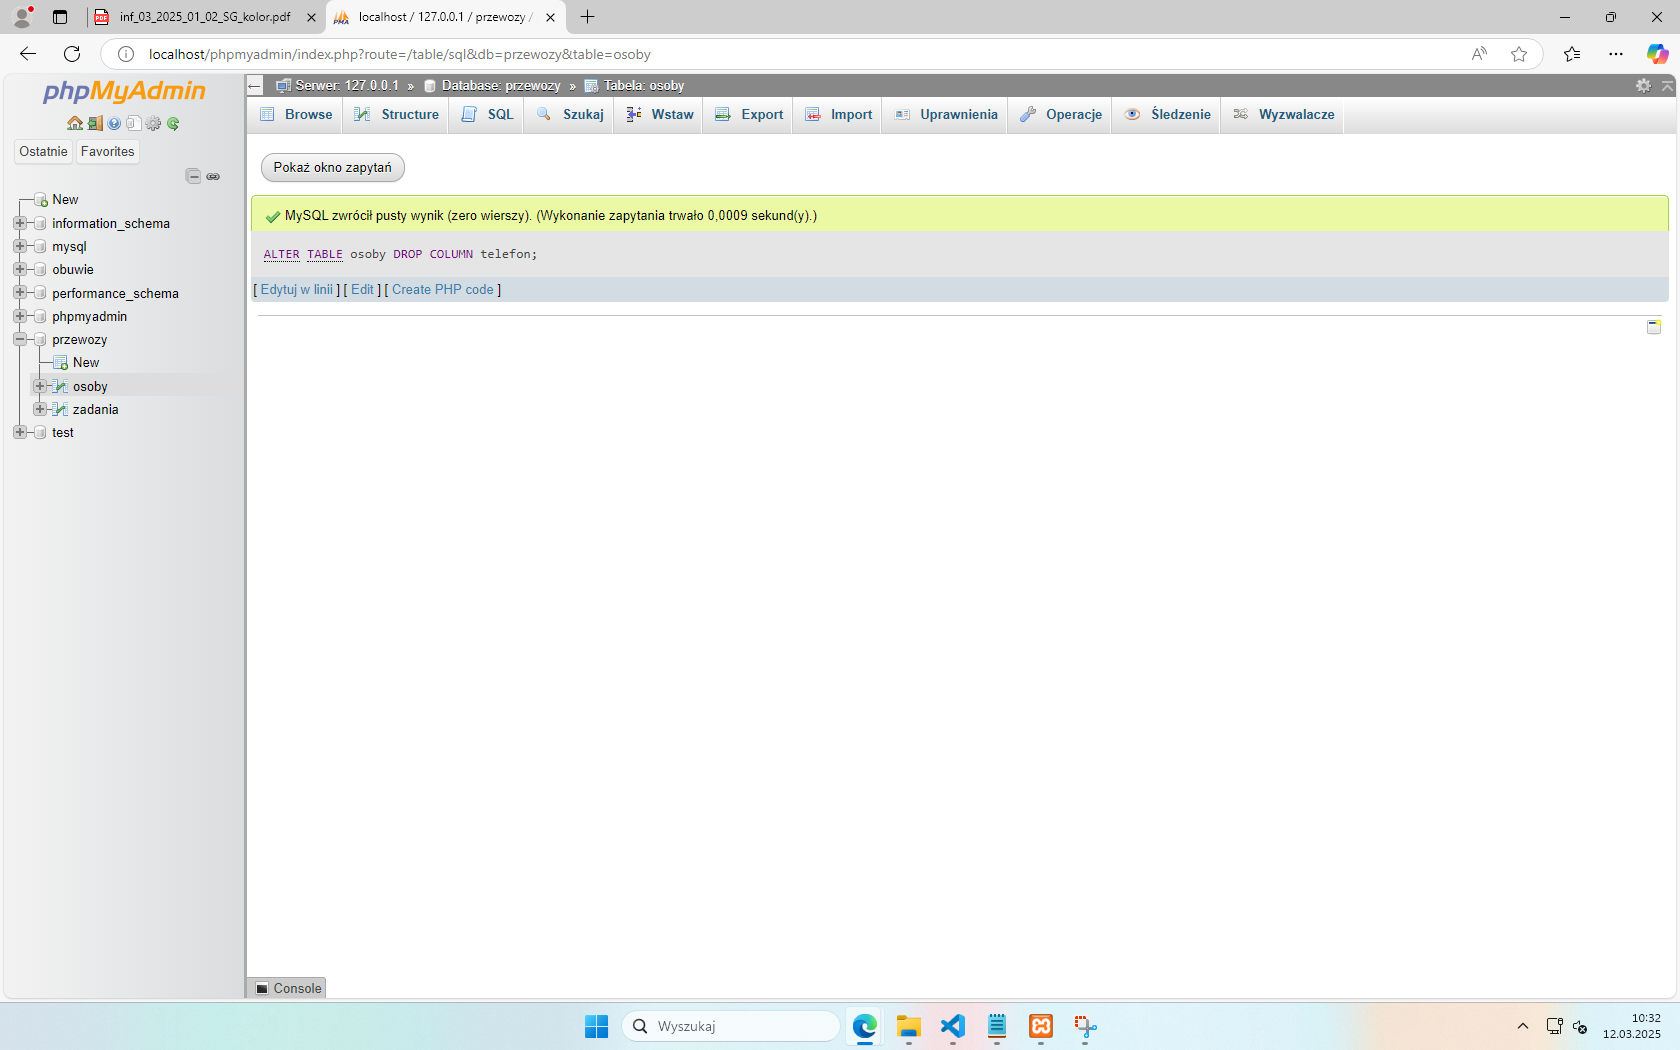 inf_03_2025_01_02_SG_kolor.pdf
localhost / 127.0.0.1 / przewozy /
localhost/phpmyadmin/index.php?route=/table/sql&db=przewozy&table=osoby
phpMyAdmin
Ostatnie Favorites
New
information_schema
mysql
obuwie
performance_schema
phpmyadmin
przewozy
New
osoby
zadania
test
Serwer: 127.0.0.1 » Database: przewozy » Tabela: osoby
Browse Structure SQL Szukaj Wstaw Export Import Uprawnienia Operacje Śledzenie Wyzwalacze
Pokaż okno zapytań
MySQL zwrócił pusty wynik (zero wierszy). (Wykonanie zapytania trwało 0,0009 sekund(y).)
ALTER TABLE osoby DROP COLUMN telefon;
[ Edytuj w linii ] [ Edit ] [ Create PHP code ]
Console
Wyszukaj
10:32
12.03.2025